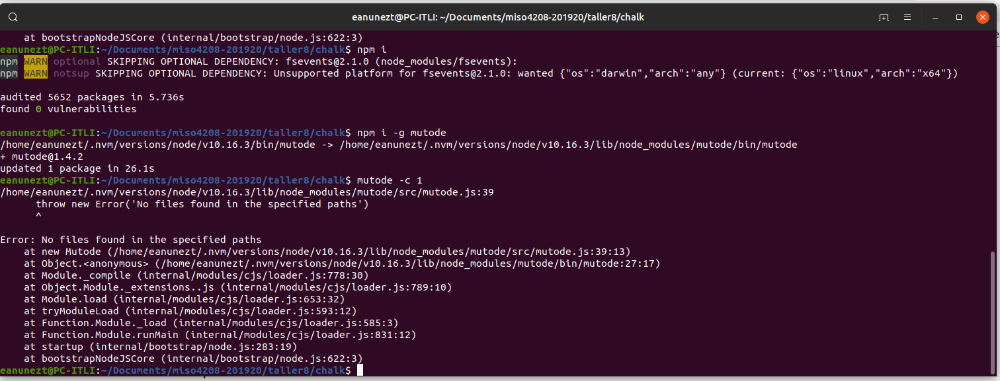 eanunezt@PC-ITLI: ~/Documents/miso4208-201920/taller8/chalk
    at bootstrapNodeJSCore (internal/bootstrap/node.js:622:3)
eanunezt@PC-ITLI:~/Documents/miso4208-201920/taller8/chalk$ npm i
npm WARN optional SKIPPING OPTIONAL DEPENDENCY: fsevents@2.1.0 (node_modules/fsevents):
npm WARN notsup SKIPPING OPTIONAL DEPENDENCY: Unsupported platform for fsevents@2.1.0: wanted {"os":"darwin","arch":"any"} (current: {"os":"linux","arch":"x64"})
audited 5652 packages in 5.736s
found 0 vulnerabilities
eanunezt@PC-ITLI:~/Documents/miso4208-201920/taller8/chalk$ npm i -g mutode
/home/eanunezt/.nvm/versions/node/v10.16.3/bin/mutode -> /home/eanunezt/.nvm/versions/node/v10.16.3/lib/node_modules/mutode/bin/mutode
+ mutode@1.4.2
updated 1 package in 26.1s
eanunezt@PC-ITLI:~/Documents/miso4208-201920/taller8/chalk$ mutode -c 1
/home/eanunezt/.nvm/versions/node/v10.16.3/lib/node_modules/mutode/src/mutode.js:39
      throw new Error('No files found in the specified paths')
      ^
Error: No files found in the specified paths
    at new Mutode (/home/eanunezt/.nvm/versions/node/v10.16.3/lib/node_modules/mutode/src/mutode.js:39:13)
    at Object.<anonymous> (/home/eanunezt/.nvm/versions/node/v10.16.3/lib/node_modules/mutode/bin/mutode:27:17)
    at Module._compile (internal/modules/cjs/loader.js:778:30)
    at Object.Module._extensions..js (internal/modules/cjs/loader.js:789:10)
    at Module.load (internal/modules/cjs/loader.js:653:32)
    at tryModuleLoad (internal/modules/cjs/loader.js:593:12)
    at Function.Module._load (internal/modules/cjs/loader.js:585:3)
    at Function.Module.runMain (internal/modules/cjs/loader.js:831:12)
    at startup (internal/bootstrap/node.js:283:19)
    at bootstrapNodeJSCore (internal/bootstrap/node.js:622:3)
eanunezt@PC-ITLI:~/Documents/miso4208-201920/taller8/chalk$